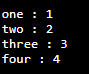 one : 1
two : 2
three : 3
four : 4